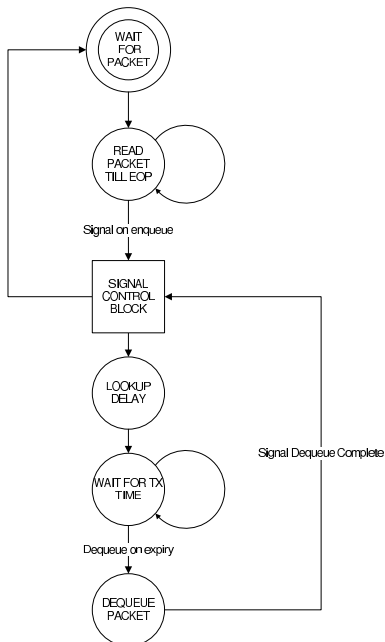 WAIT
FOR
PACKET
READ
PACKET
TILL EOP
Signal on enqueue
SIGNAL
CONTROL
BLOCK
LOOKUP
DELAY
Signal Dequeue Complete
WAIT FOR TX
TIME
Dequeue on expiry
DEQUEUE
PACKET